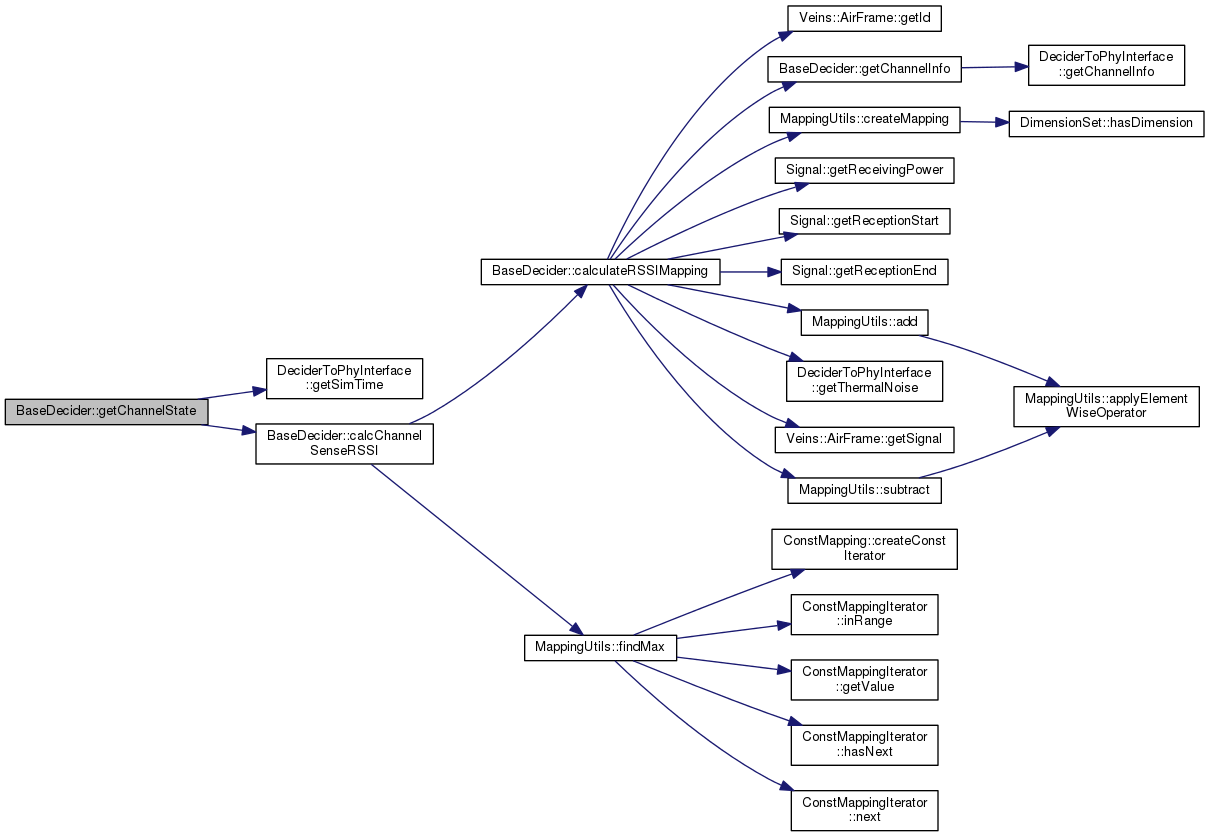 Veins::AirFrame::getId
BaseDecider::getChannelInfo
DeciderToPhyInterface
::getChannelInfo
MappingUtils::createMapping
DimensionSet::hasDimension
Signal::getReceivingPower
Signal::getReceptionStart
BaseDecider::calculateRSSIMapping
Signal::getReceptionEnd
MappingUtils::add
DeciderToPhyInterface
::getSimTime
DeciderToPhyInterface
::getThermalNoise
MappingUtils::applyElement
WiseOperator
BaseDecider::getChannelState
BaseDecider::calcChannel
SenseRSSI
Veins::AirFrame::getSignal
MappingUtils::subtract
ConstMapping::createConst
Iterator
ConstMappingIterator
::inRange
MappingUtils::findMax
ConstMappingIterator
::getValue
ConstMappingIterator
::hasNext
ConstMappingIterator
::next